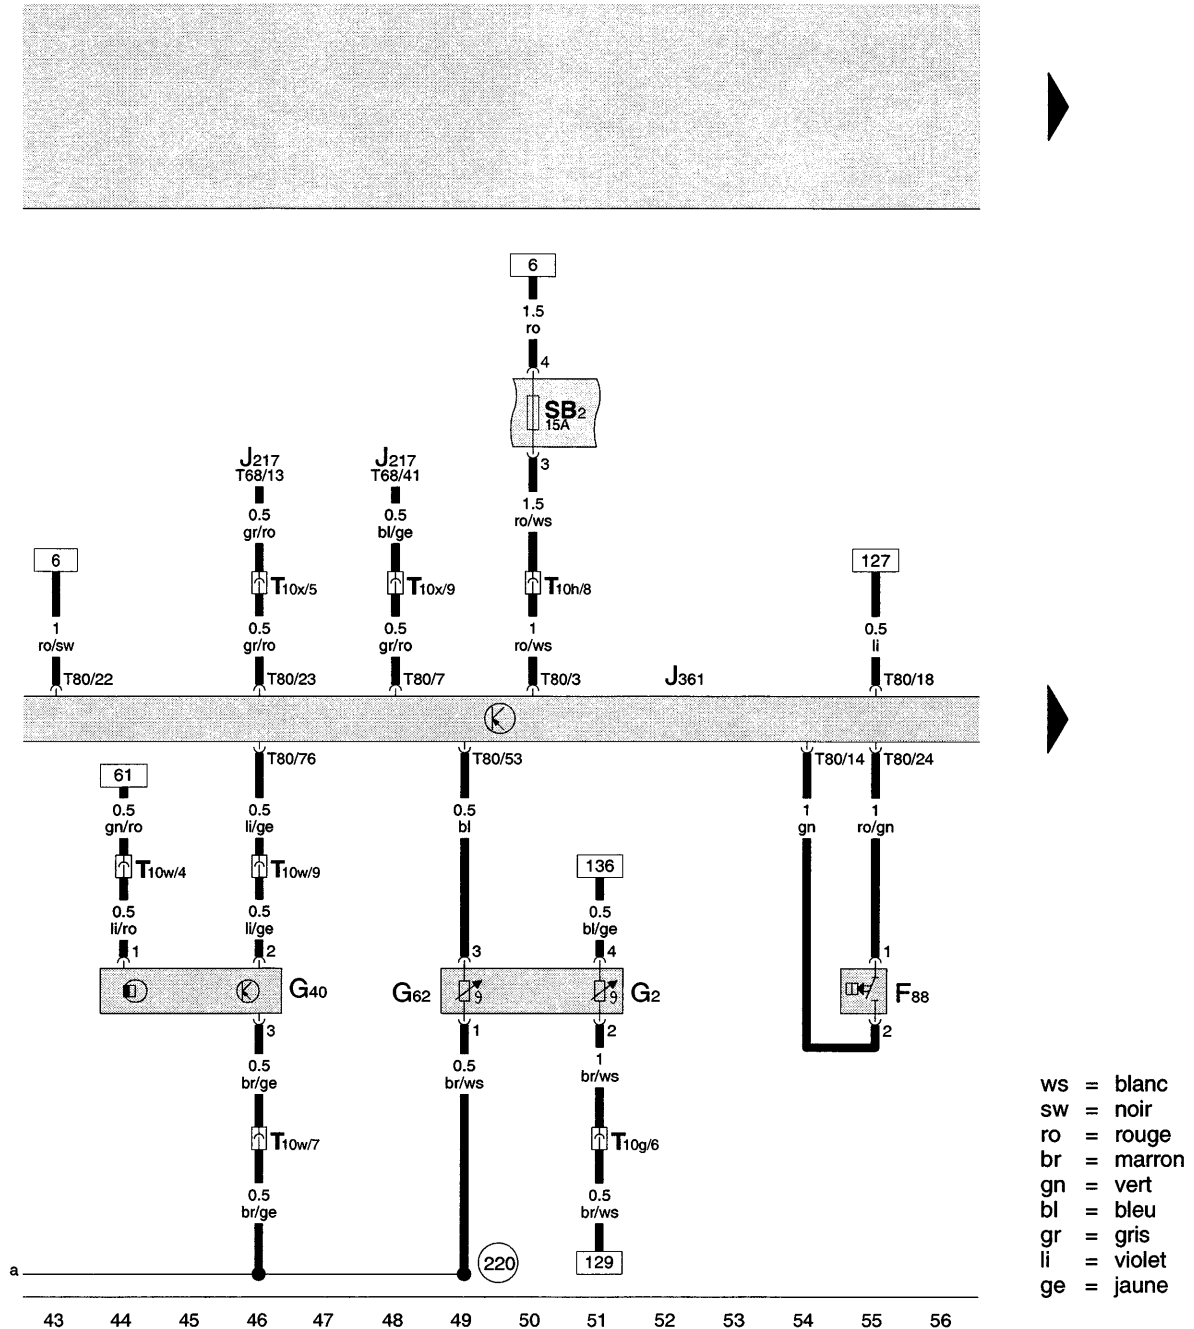 6
1.5
ro
4
SB2
15A
3
J217
T68/13
J217
T68/41
0.5
gr/ro
0.5
bl/ge
1.5
ro/ws
6
127
T10x/5
T10x/9
T10h/8
1
ro/sw
0.5
gr/ro
0.5
gr/ro
1
ro/ws
0.5
li
T80/22
T80/23
T80/7
T80/3
J361
T80/18
T80/76
T80/53
T80/14
T80/24
61
0.5
gn/ro
0.5
li/ge
0.5
bl
1
gn
1
ro/gn
T10w/4
T10w/9
136
0.5
li/ro
0.5
li/ge
0.5
bl/ge
1
2
3
4
1
G40
G62
G2
F88
3
1
2
2
0.5
br/ge
0.5
br/ws
1
br/ws
T10w/7
T10g/6
0.5
br/ge
0.5
br/ws
220
129
a
ws = blanc
sw = noir
ro = rouge
br = marron
gn = vert
bl = bleu
gr = gris
li = violet
ge = jaune
43 44 45 46 47 48 49 50 51 52 53 54 55 56